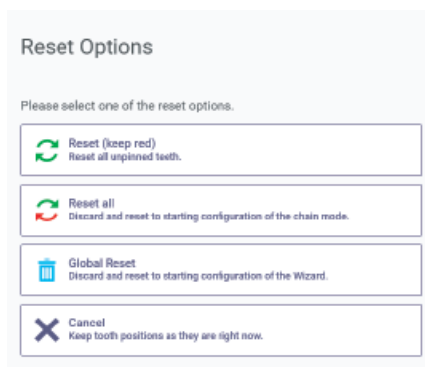 Reset Options
Please select one of the reset options.
Reset (keep red)
Reset all unpinned teeth.
Reset all
Discard and reset to starting configuration of the chain mode.
Global Reset
Discard and reset to starting configuration of the Wizard.
Cancel
Keep tooth positions as they are right now.